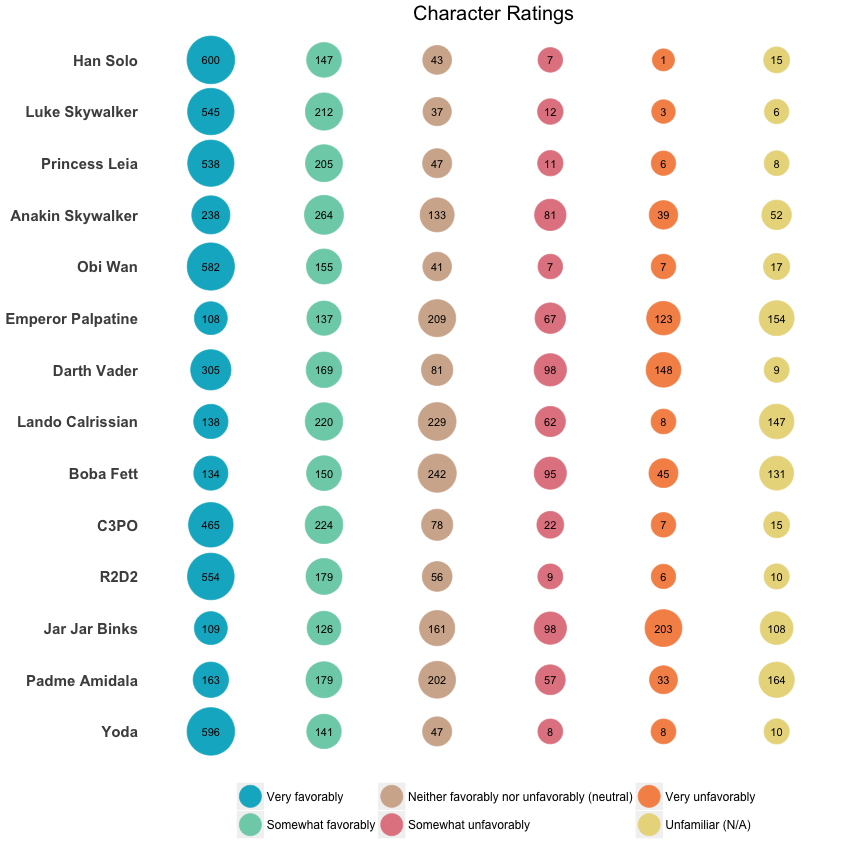 Character Ratings
Han Solo 600 147 43 7 1 15
Luke Skywalker 545 212 37 12 3 6
Princess Leia 538 205 47 11 6 8
Anakin Skywalker 238 264 133 81 39 52
Obi Wan 582 155 41 7 7 17
Emperor Palpatine 108 137 209 67 123 154
Darth Vader 305 169 81 98 148 9
Lando Calrissian 138 220 229 62 8 147
Boba Fett 134 150 242 95 45 131
C3PO 465 224 78 22 7 15
R2D2 554 179 56 9 6 10
Jar Jar Binks 109 126 161 98 203 108
Padme Amidala 163 179 202 57 33 164
Yoda 596 141 47 8 8 10
Very favorably Neither favorably nor unfavorably (neutral) Very unfavorably
Somewhat favorably Somewhat unfavorably Unfamiliar (N/A)